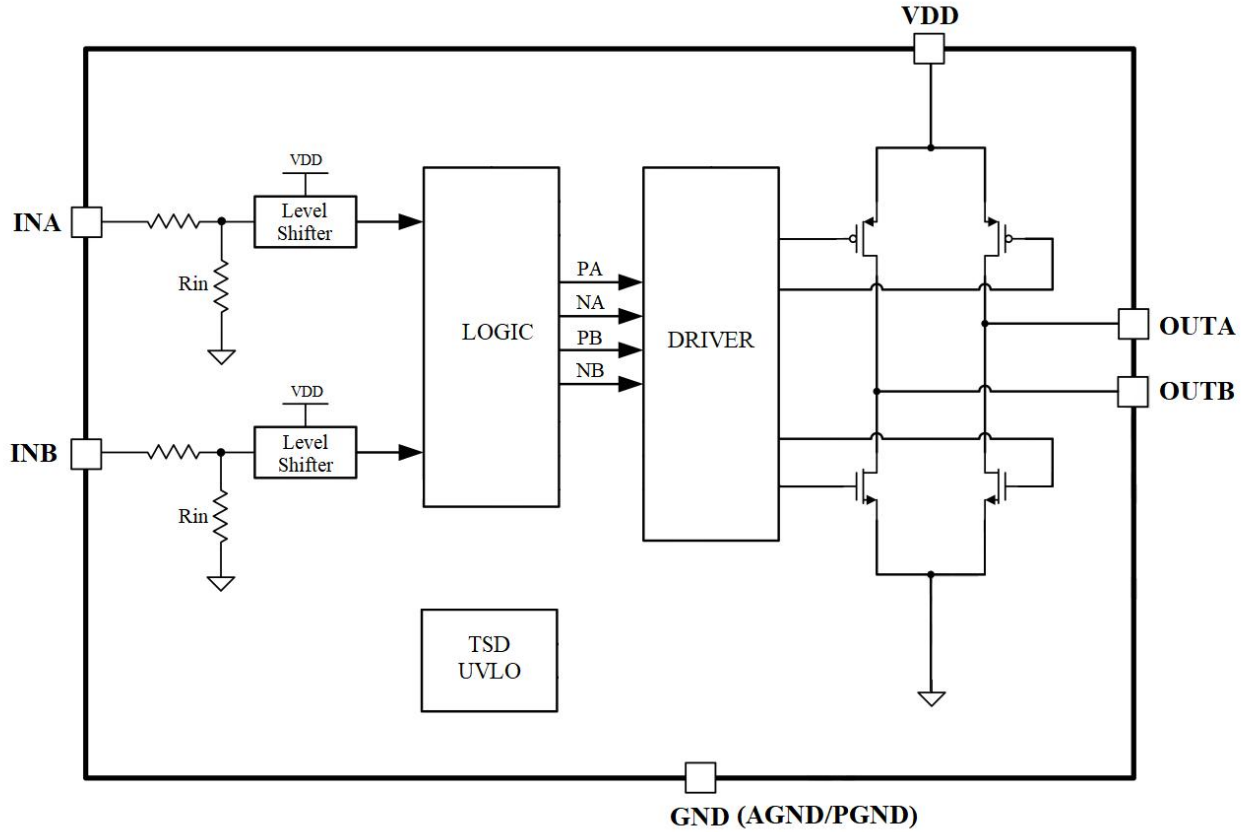 VDD
VDD
INA
Level
Shifter
Rin
PA
NA
PB
NB
LOGIC
DRIVER
OUTA
OUTB
VDD
INB
Level
Shifter
Rin
TSD
UVLO
GND (AGND/PGND)